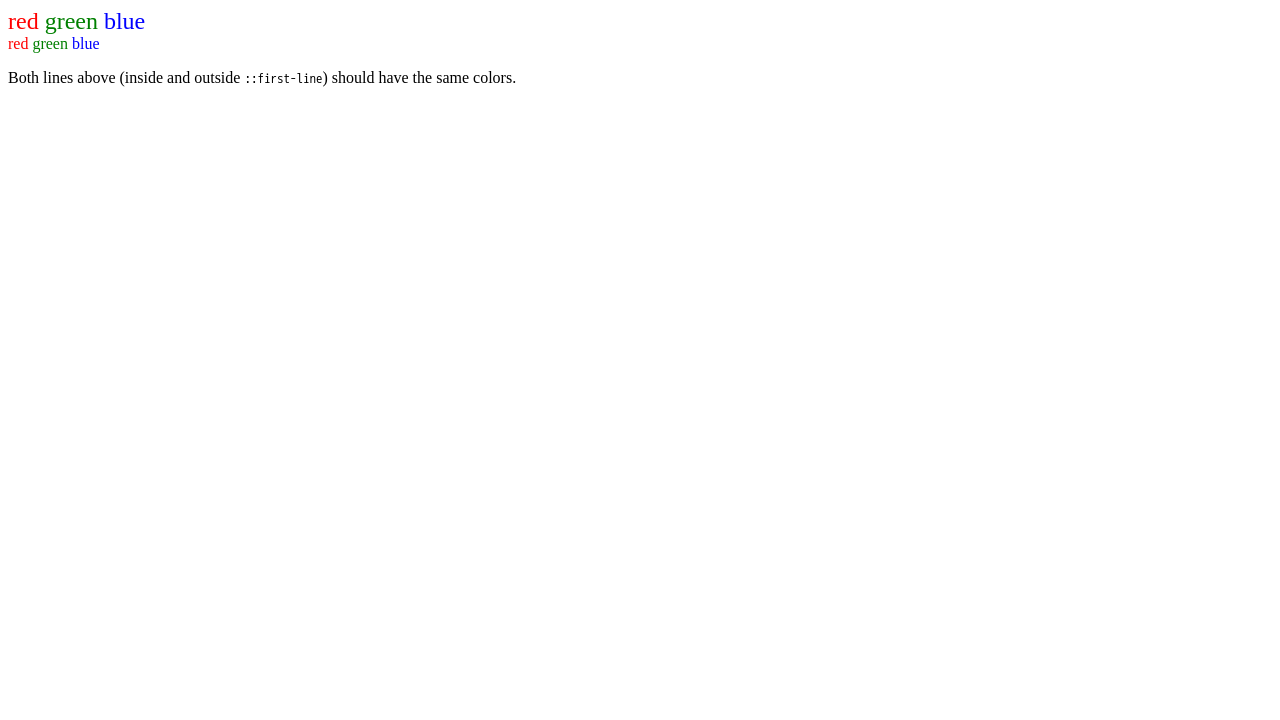 red green blue
red green blue
Both lines above (inside and outside ::first-line) should have the same colors.